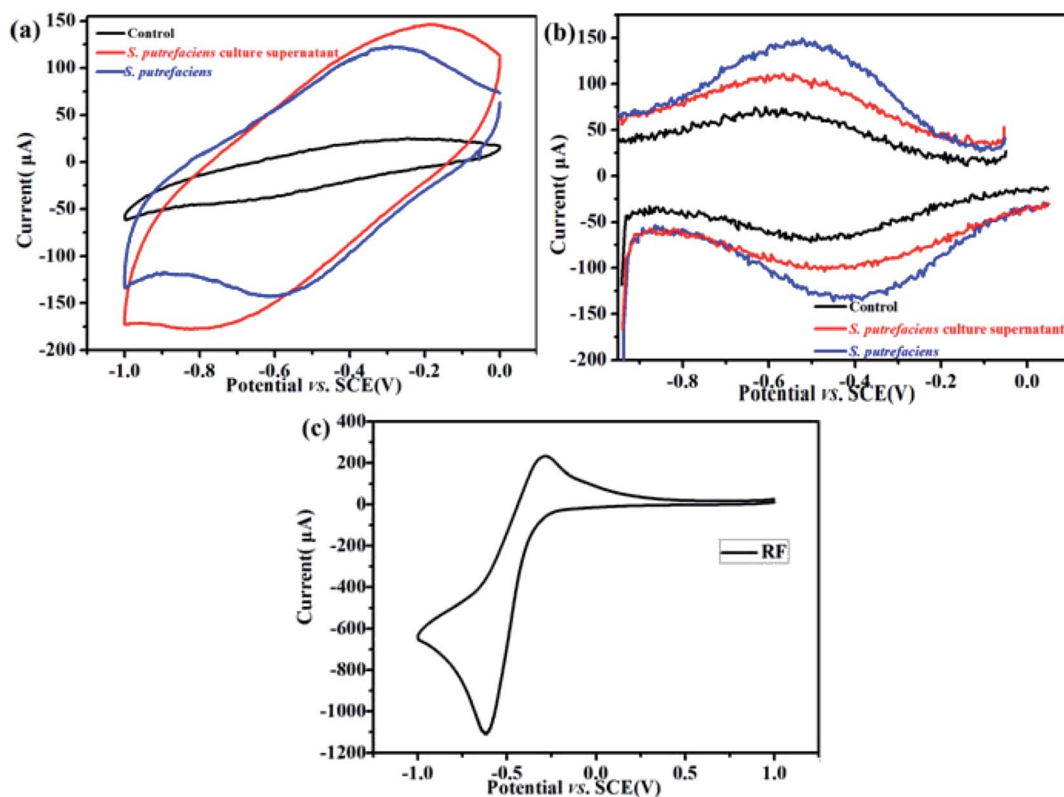 (a)
Control
S. putrefaciens culture supernatant
S. putrefaciens
Current( µA)
150
100
50
0
-50
-100
-150
-200
-1.0
-0.8
-0.6
-0.4
-0.2
0.0
Potential vs. SCE(V)
(b)
Current( µA)
200
150
100
50
0
-50
-100
-150
-200
Control
S. putrefaciens culture supernatant
S. putrefaciens
-0.8
-0.6
-0.4
-0.2
0.0
Potential vs. SCE(V)
(c)
Current( µA)
400
200
0
-200
-400
-600
-800
-1000
-1200
RF
-1.0
-0.5
0.0
0.5
1.0
Potential vs. SCE(V)